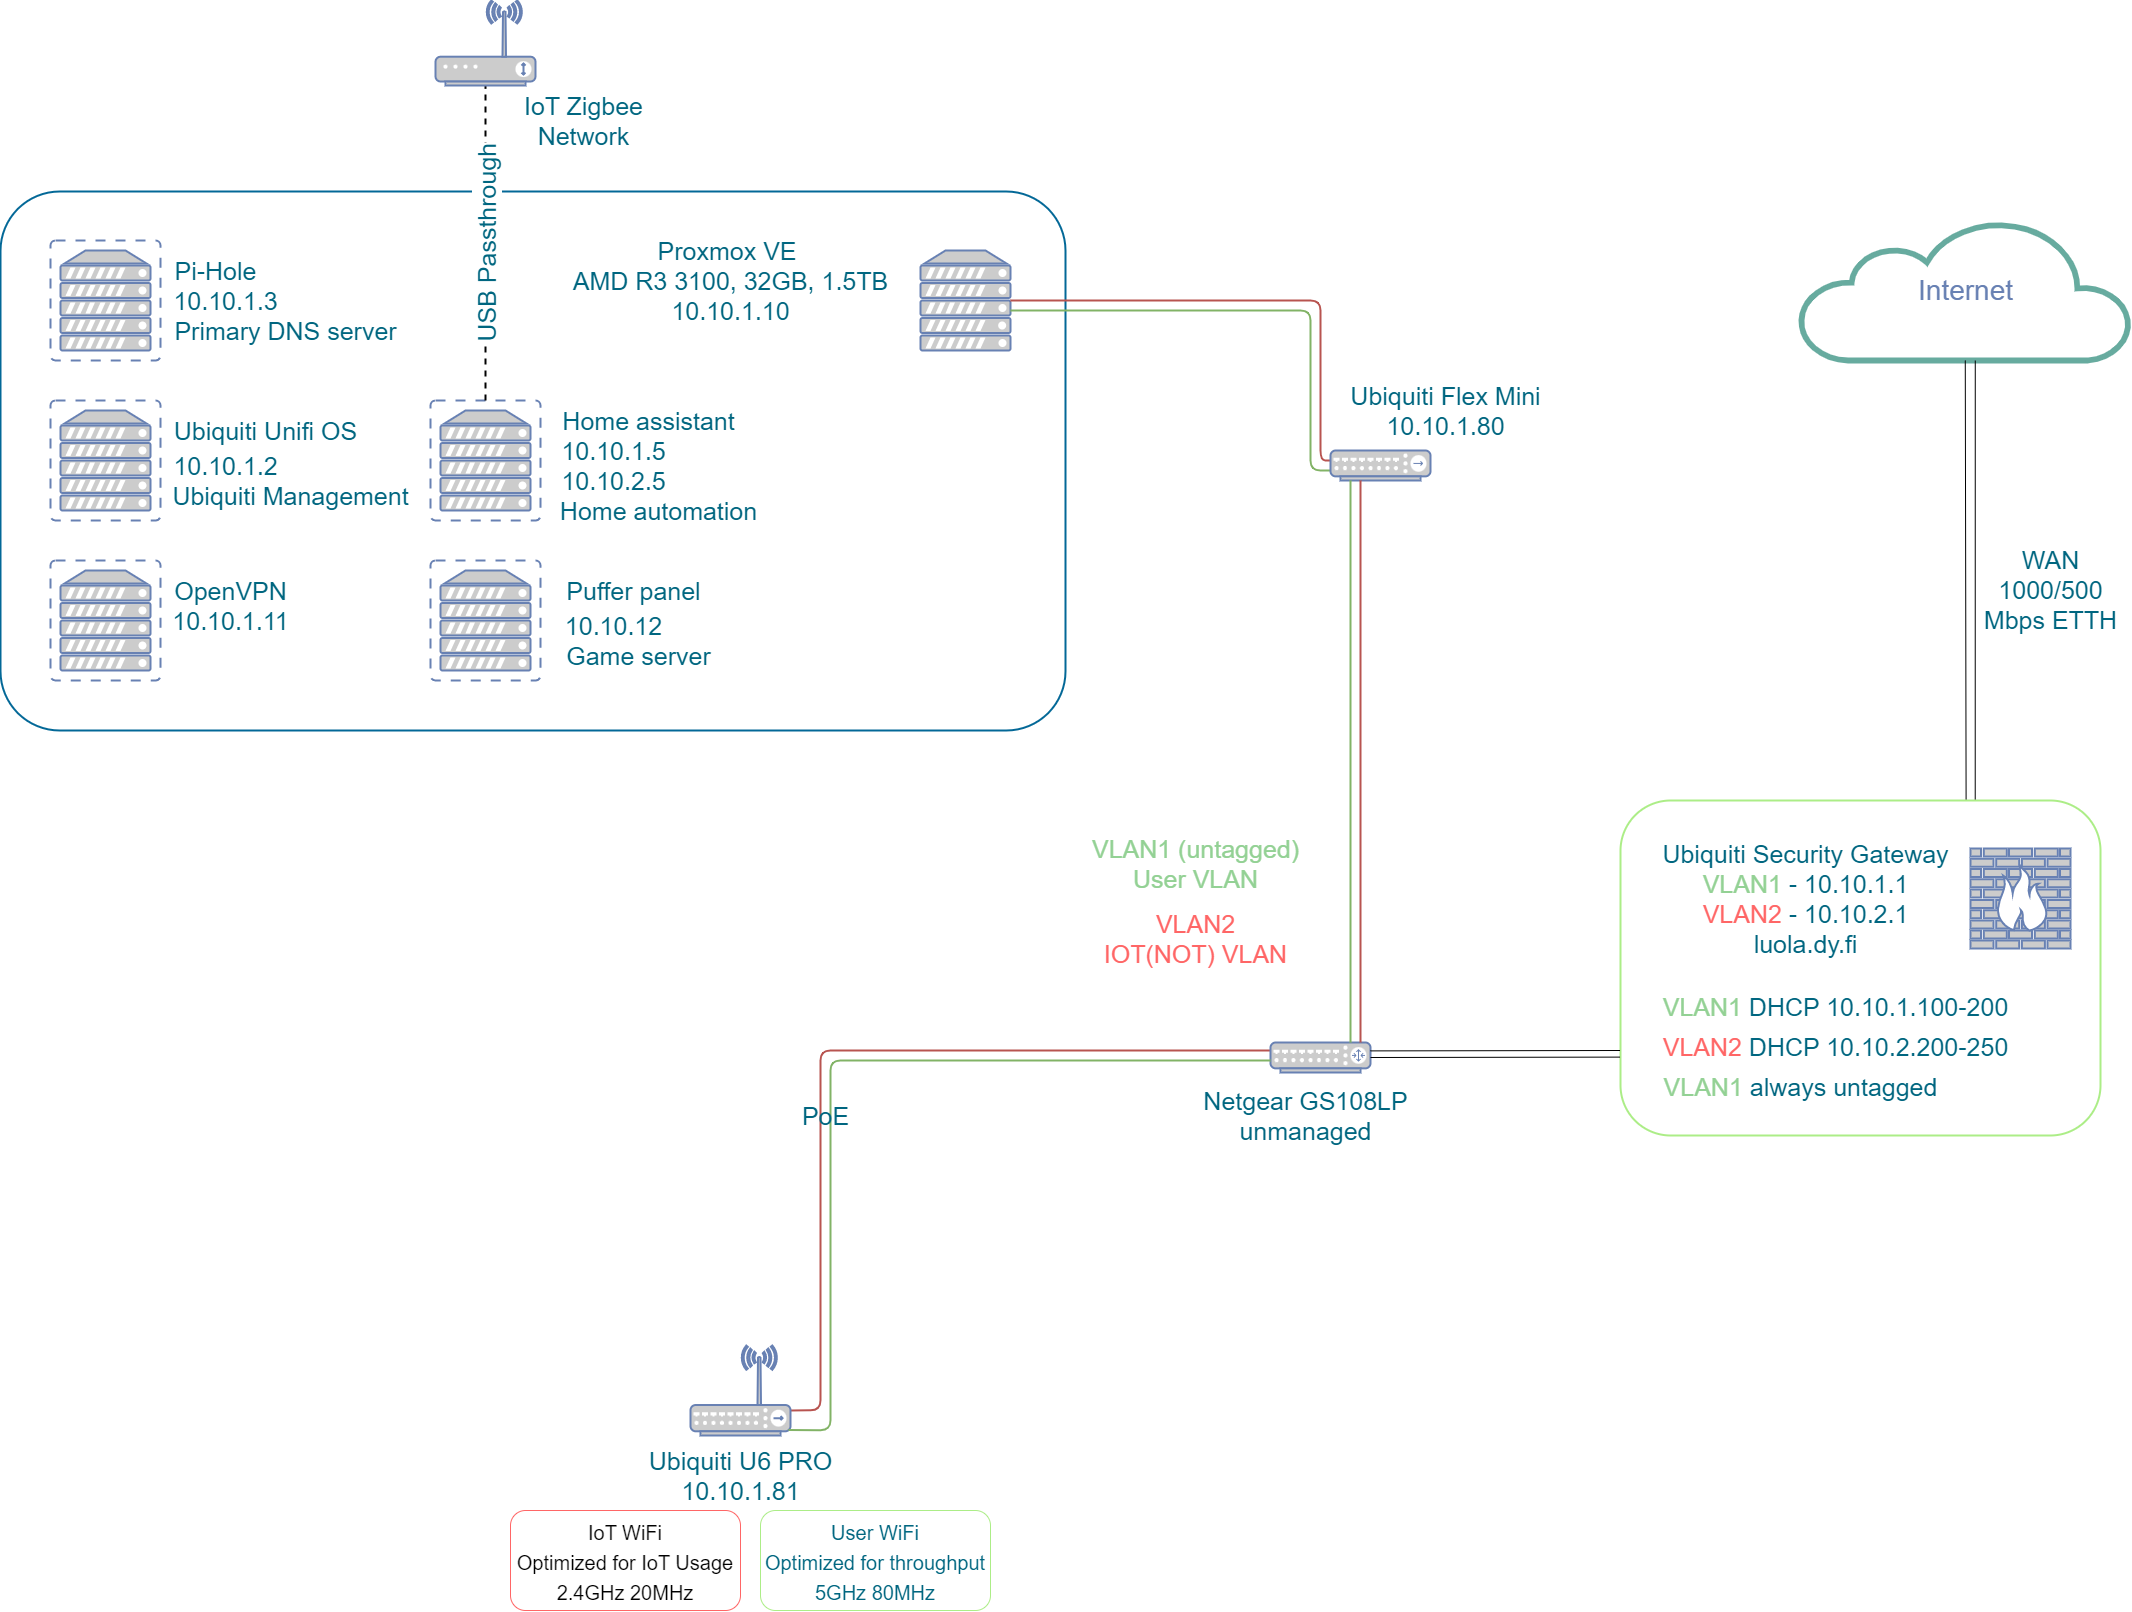 IoT Zigbee
Network
USB Passthrough
Pi-Hole
10.10.1.3
Primary DNS server
Proxmox VE
AMD R3 3100, 32GB, 1.5TB
10.10.1.10
Ubiquiti Unifi OS
10.10.1.2
Ubiquiti Management
Home assistant
10.10.1.5
10.10.2.5
Home automation
OpenVPN
10.10.1.11
Puffer panel
10.10.12
Game server
Internet
Ubiquiti Flex Mini
10.10.1.80
WAN
1000/500
Mbps ETTH
VLAN1 (untagged)
User VLAN
VLAN2
IOT(NOT) VLAN
Ubiquiti Security Gateway
VLAN1 - 10.10.1.1
VLAN2 - 10.10.2.1
luola.dy.fi
VLAN1 DHCP 10.10.1.100-200
VLAN2 DHCP 10.10.2.200-250
VLAN1 always untagged
Netgear GS108LP
unmanaged
PoE
Ubiquiti U6 PRO
10.10.1.81
IoT WiFi
Optimized for IoT Usage
2.4GHz 20MHz
User WiFi
Optimized for throughput
5GHz 80MHz